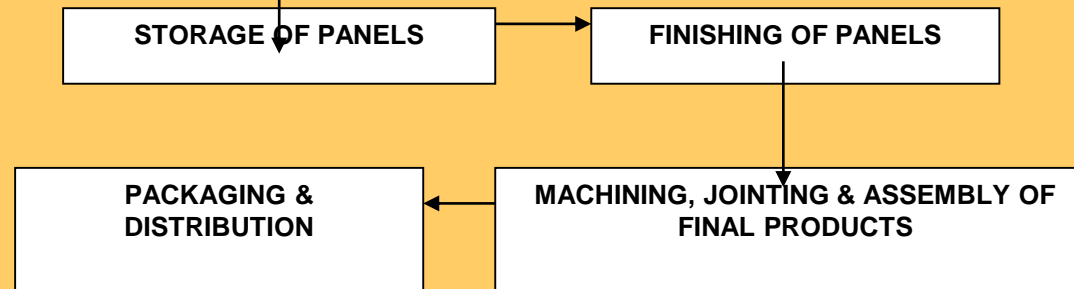 STORAGE OF PANELS
FINISHING OF PANELS
PACKAGING &
DISTRIBUTION
MACHINING, JOINTING & ASSEMBLY OF
FINAL PRODUCTS